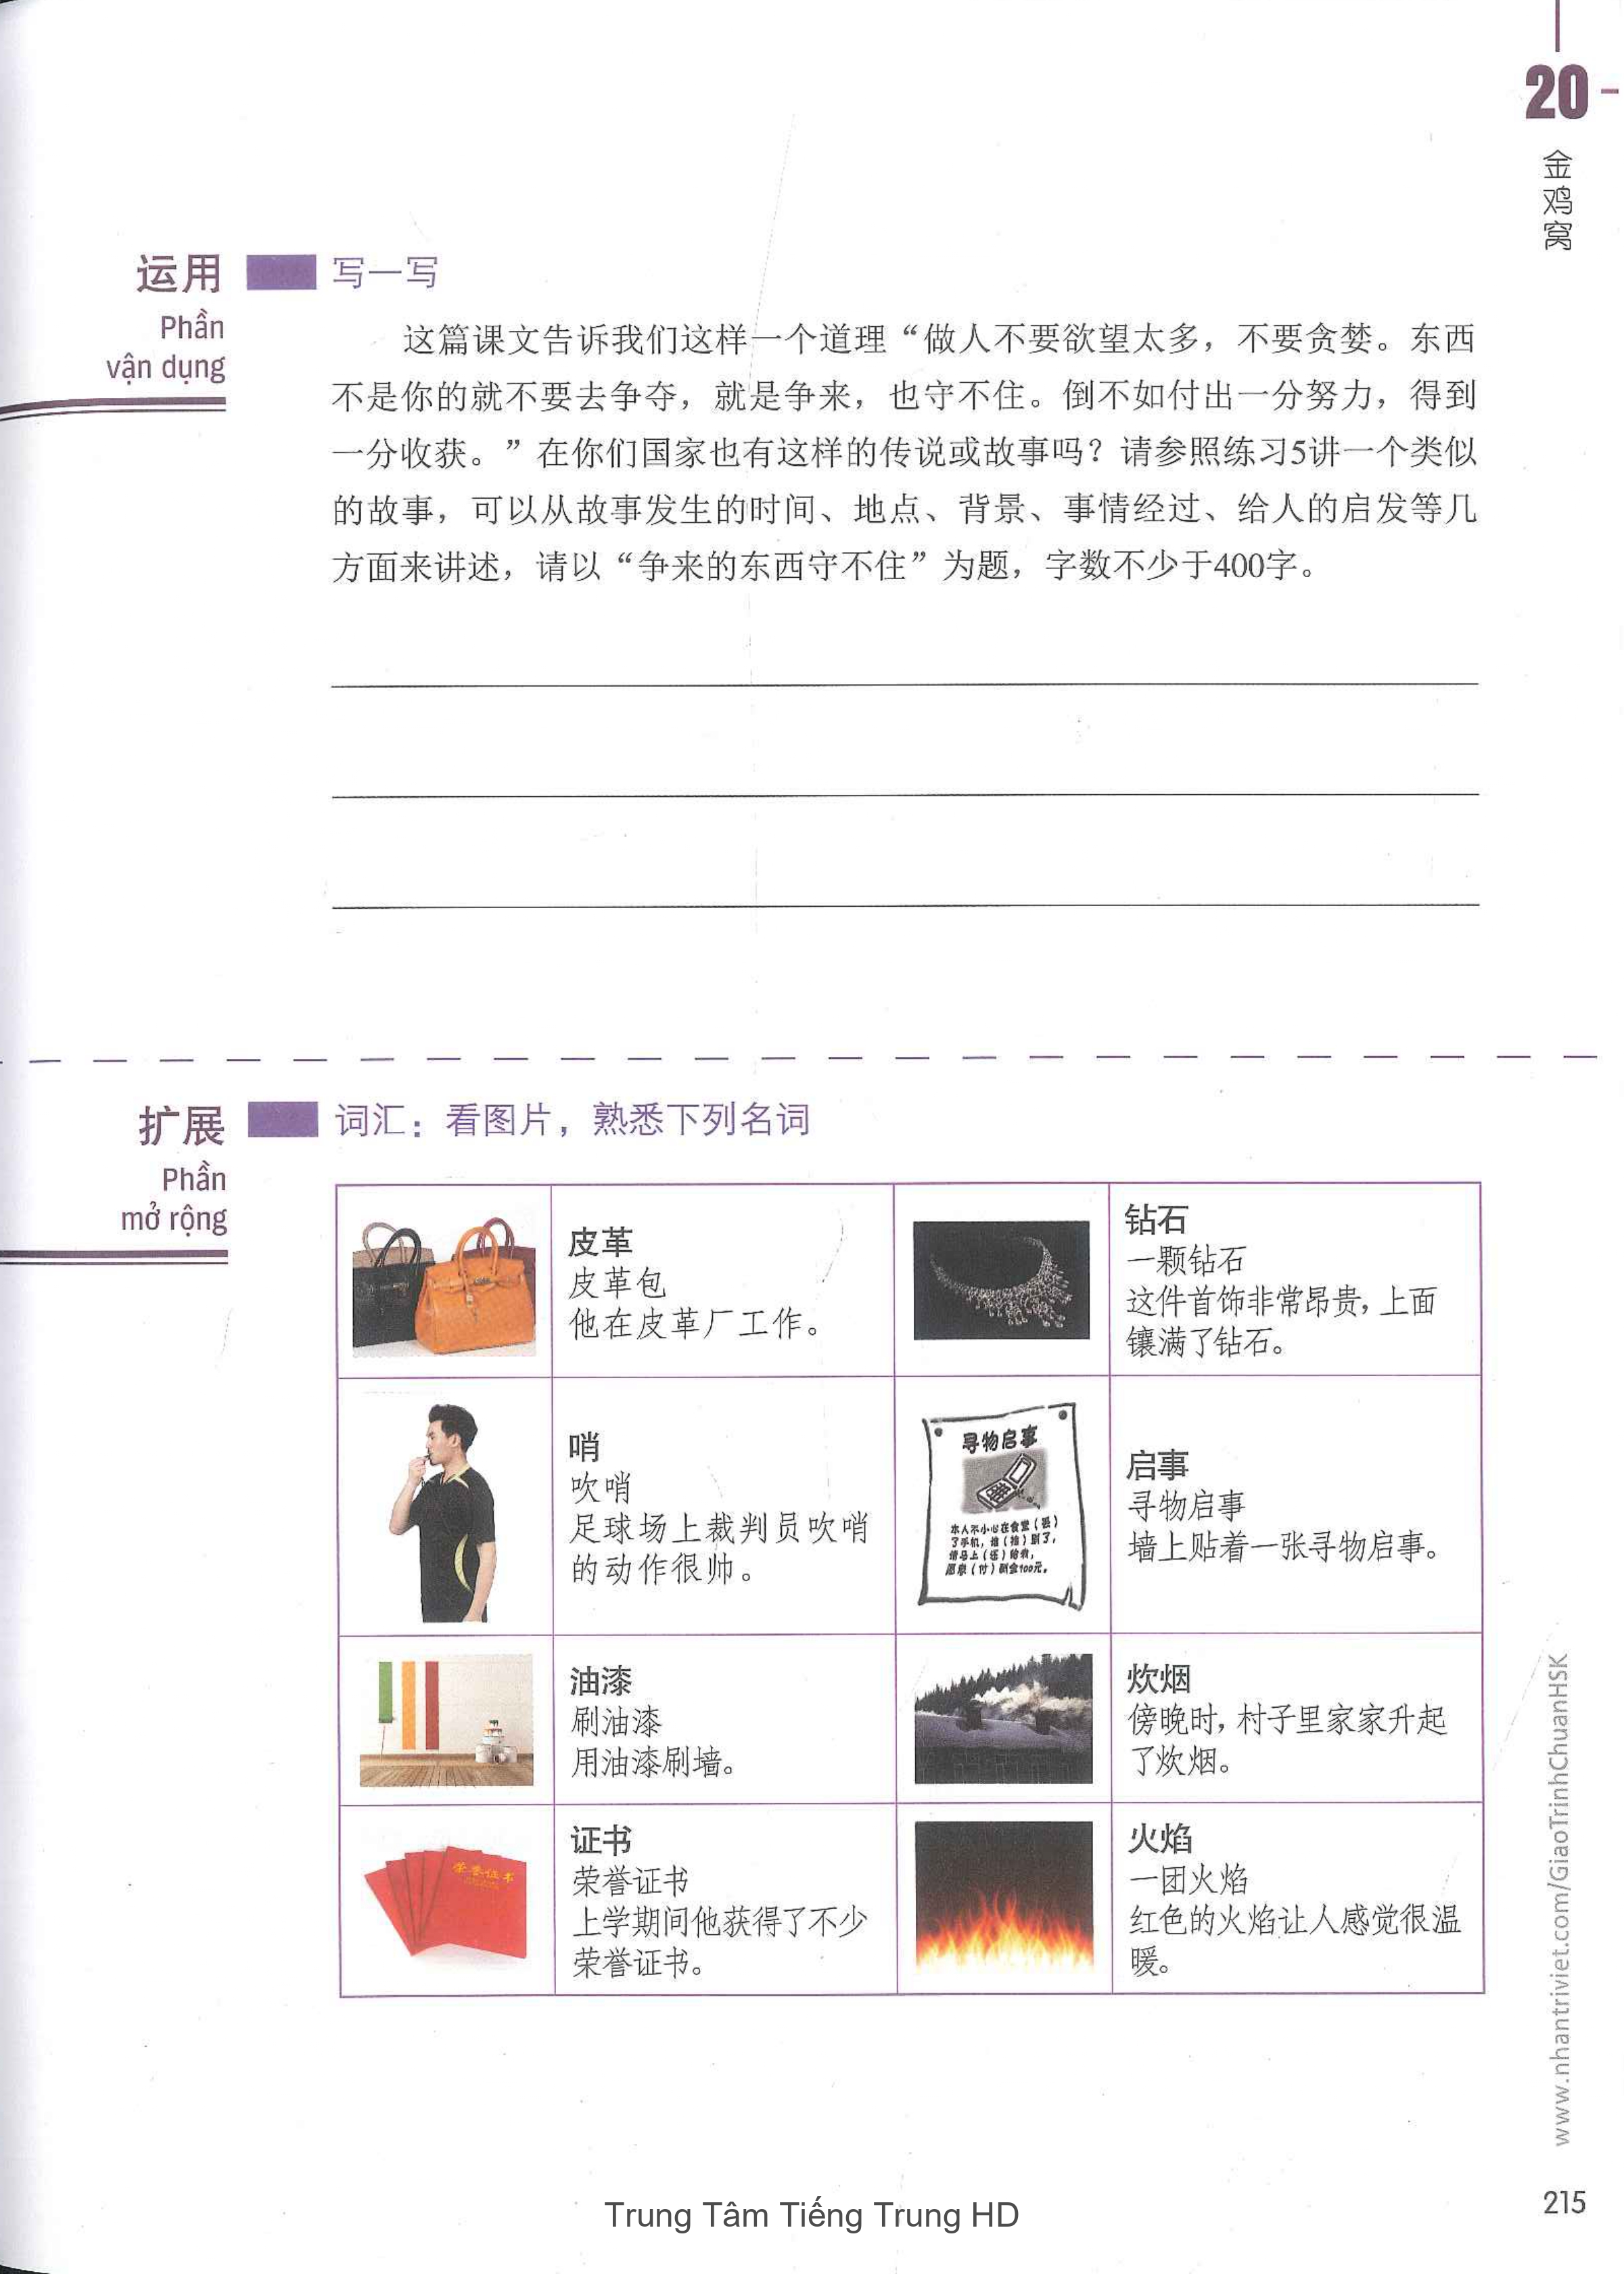 20
金鸡窝
运用
Phần
vận dụng
写一写
这篇课文告诉我们这样一个道理“做人不要欲望太多，不要贪婪。东西
不是你的就不要去争夺，就是争来，也守不住。倒不如付出一分努力，得到
一分收获。”在你们国家也有这样的传说或故事吗？请参照练习5讲一个类似
的故事，可以从故事发生的时间、地点、背景、事情经过、给人的启发等几
方面来讲述，请以“争来的东西守不住”为题，字数不少于400字。
扩展
Phần
mở rộng
词汇：看图片，熟悉下列名词
皮革
皮革包
他在皮革厂工作。
钻石
一颗钻石
这件首饰非常昂贵，上面
镶满了钻石。
哨
吹哨
足球场上裁判员吹哨
的动作很帅。
寻物启事
本人不小心在食堂（丢）
了手机，谁（捡）到了，
请马上（还）给我，
愿意（付）酬金100元。
启事
寻物启事
墙上贴着一张寻物启事。
油漆
刷油漆
用油漆刷墙。
炊烟
傍晚时，村子里家家升起
了炊烟。
荣誉证书
证书
荣誉证书
上学期间他获得了不少
荣誉证书。
火焰
一团火焰
红色的火焰让人感觉很温
暖。
www.nhantriviet.com/GiaoTrinhChuanHSK
215
Trung Tâm Tiếng Trung HD